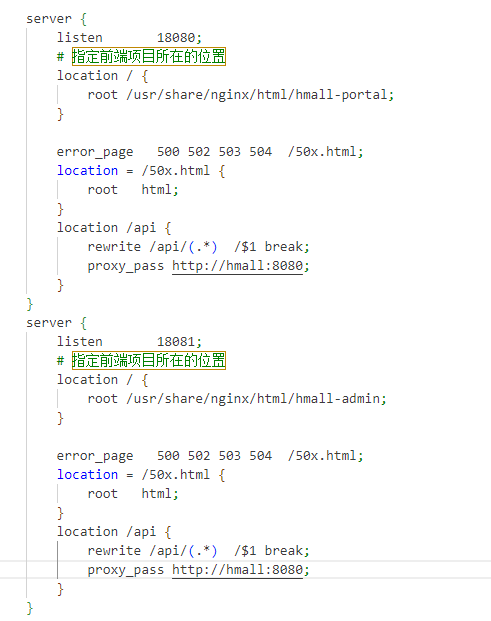 server {
    listen       18080;
    # 指定前端项目所在的位置
    location / {
        root /usr/share/nginx/html/hmall-portal;
    }

    error_page   500 502 503 504  /50x.html;
    location = /50x.html {
        root   html;
    }
    location /api {
        rewrite /api/(.*)  /$1 break;
        proxy_pass http://hmall:8080;
    }
}
server {
    listen       18081;
    # 指定前端项目所在的位置
    location / {
        root /usr/share/nginx/html/hmall-admin;
    }

    error_page   500 502 503 504  /50x.html;
    location = /50x.html {
        root   html;
    }
    location /api {
        rewrite /api/(.*)  /$1 break;
        proxy_pass http://hmall:8080;
    }
}